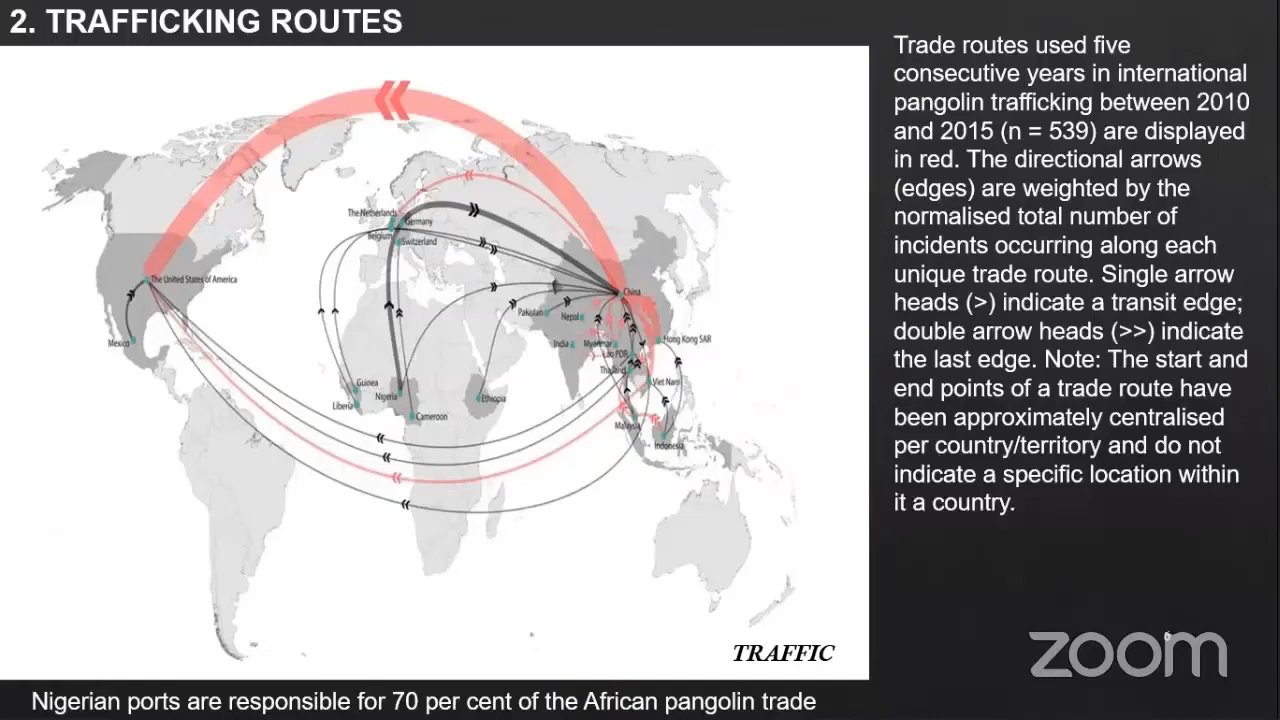 2. TRAFFICKING ROUTES
Trade routes used five
consecutive years in international
pangolin trafficking between 2010
and 2015 (n = 539) are displayed
in red. The directional arrows
(edges) are weighted by the
normalised total number of
incidents occurring along each
unique trade route. Single arrow
heads (>) indicate a transit edge;
double arrow heads (>>) indicate
the last edge. Note: The start and
end points of a trade route have
been approximately centralised
per country/territory and do not
indicate a specific location within
it a country.
The Netherlands
Germany
Belgium
Switzerland
The United States of America
China
Pakistan
Nepal
Mexico
India
Myanmar
Hong Kong SAR
Lao PDR
Thailand
Viet Nam
Guinea
Nigeria
Ethiopia
Liberia
Cameroon
Malaysia
Indonesia
TRAFFIC
6
zoom
Nigerian ports are responsible for 70 per cent of the African pangolin trade